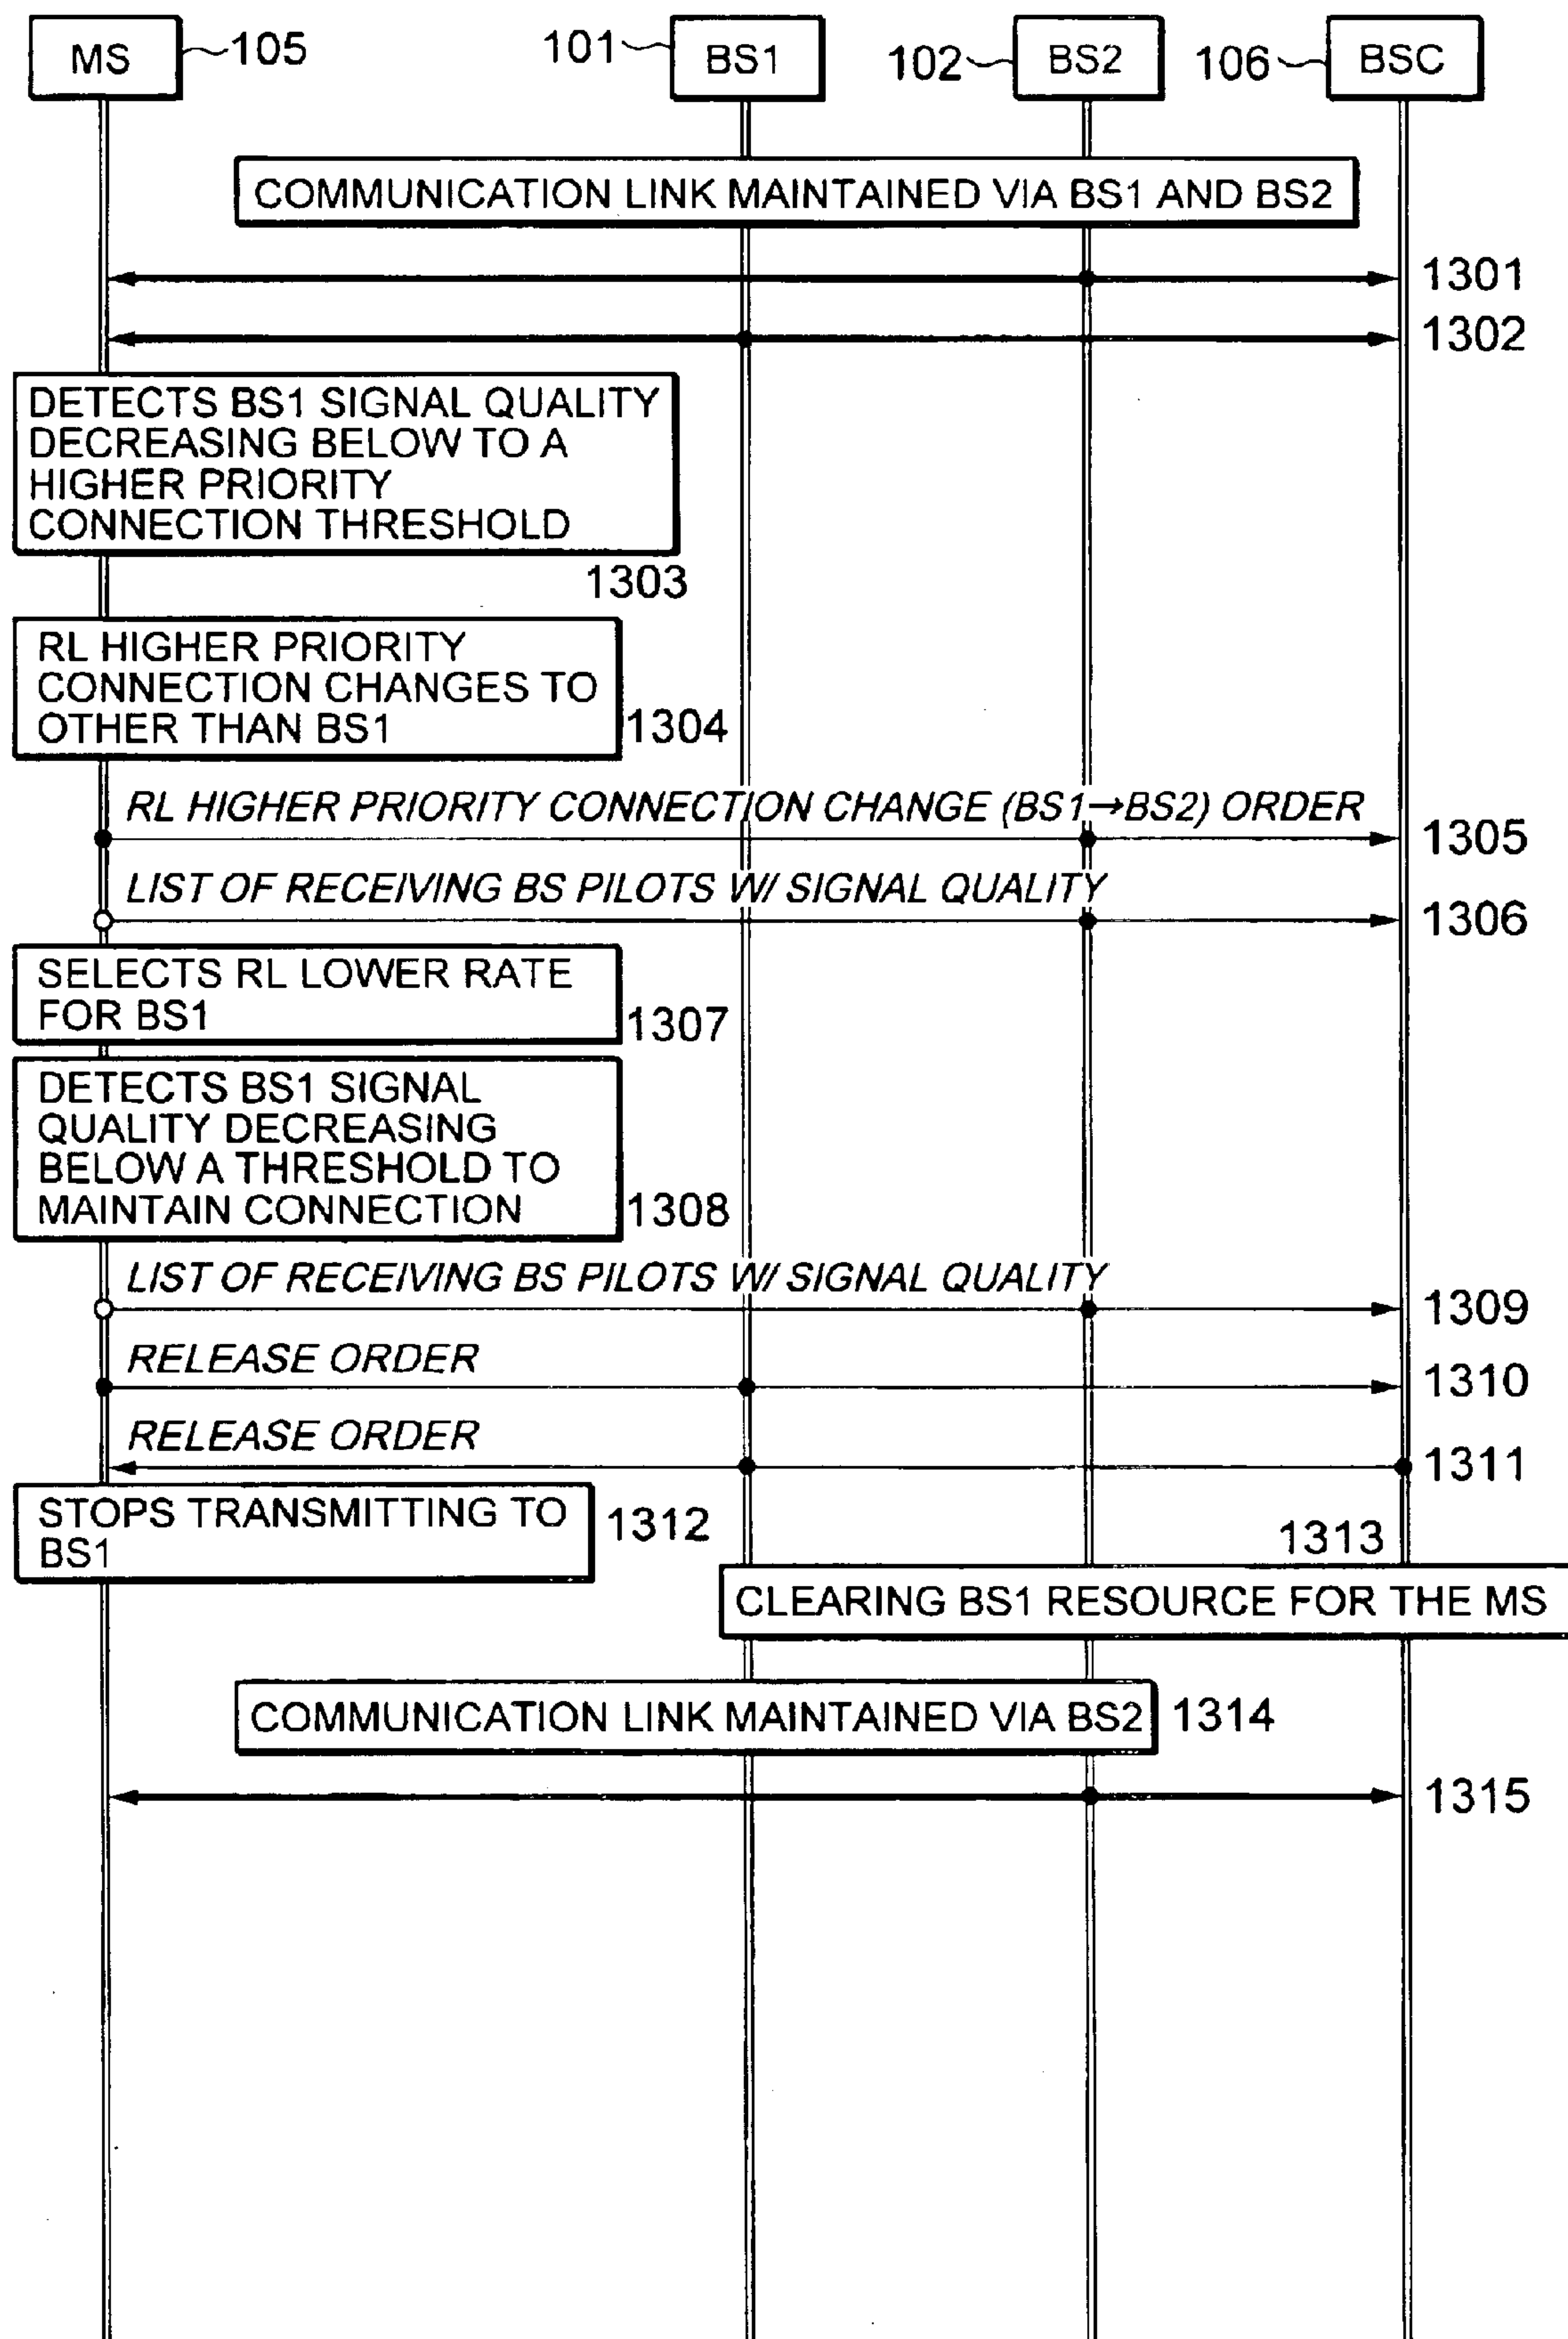 MS 105 101 BS1 102 BS2 106 BSC
COMMUNICATION LINK MAINTAINED VIA BS1 AND BS2
1301
1302
DETECTS BS1 SIGNAL QUALITY
DECREASING BELOW TO A
HIGHER PRIORITY
CONNECTION THRESHOLD
1303
RL HIGHER PRIORITY
CONNECTION CHANGES TO
OTHER THAN BS1
1304
RL HIGHER PRIORITY CONNECTION CHANGE (BS1→BS2) ORDER
1305
LIST OF RECEIVING BS PILOTS W/ SIGNAL QUALITY
1306
SELECTS RL LOWER RATE
FOR BS1
1307
DETECTS BS1 SIGNAL
QUALITY DECREASING
BELOW A THRESHOLD TO
MAINTAIN CONNECTION
1308
LIST OF RECEIVING BS PILOTS W/ SIGNAL QUALITY
1309
RELEASE ORDER
1310
RELEASE ORDER
1311
STOPS TRANSMITTING TO
BS1
1312
1313
CLEARING BS1 RESOURCE FOR THE MS
COMMUNICATION LINK MAINTAINED VIA BS2
1314
1315